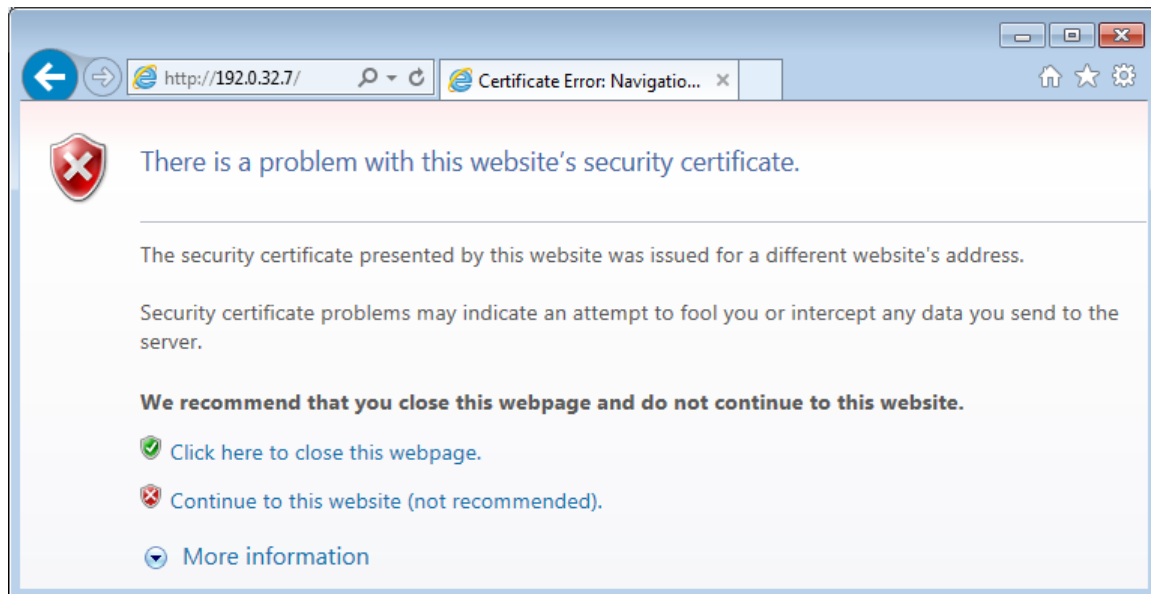 http://192.0.32.7/
Certificate Error: Navigatio...
There is a problem with this website's security certificate.
The security certificate presented by this website was issued for a different website's address.
Security certificate problems may indicate an attempt to fool you or intercept any data you send to the
server.
We recommend that you close this webpage and do not continue to this website.
Click here to close this webpage.
Continue to this website (not recommended).
More information